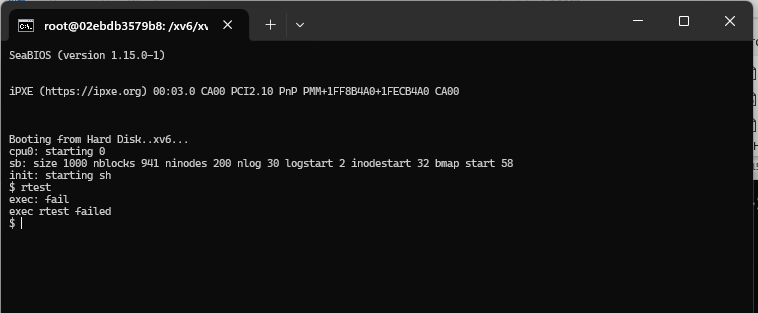 root@02ebdb3579b8: /xv6/xv
SeaBIOS (version 1.15.0-1)
iPXE (https://ipxe.org) 00:03.0 CA00 PCI2.10 PnP PMM+1FF8B4A0+1FECB4A0 CA00
Booting from Hard Disk..xv6...
cpu0: starting 0
sb: size 1000 nblocks 941 ninodes 200 nlog 30 logstart 2 inodestart 32 bmap start 58
init: starting sh
$ rtest
exec: fail
exec rtest failed
$